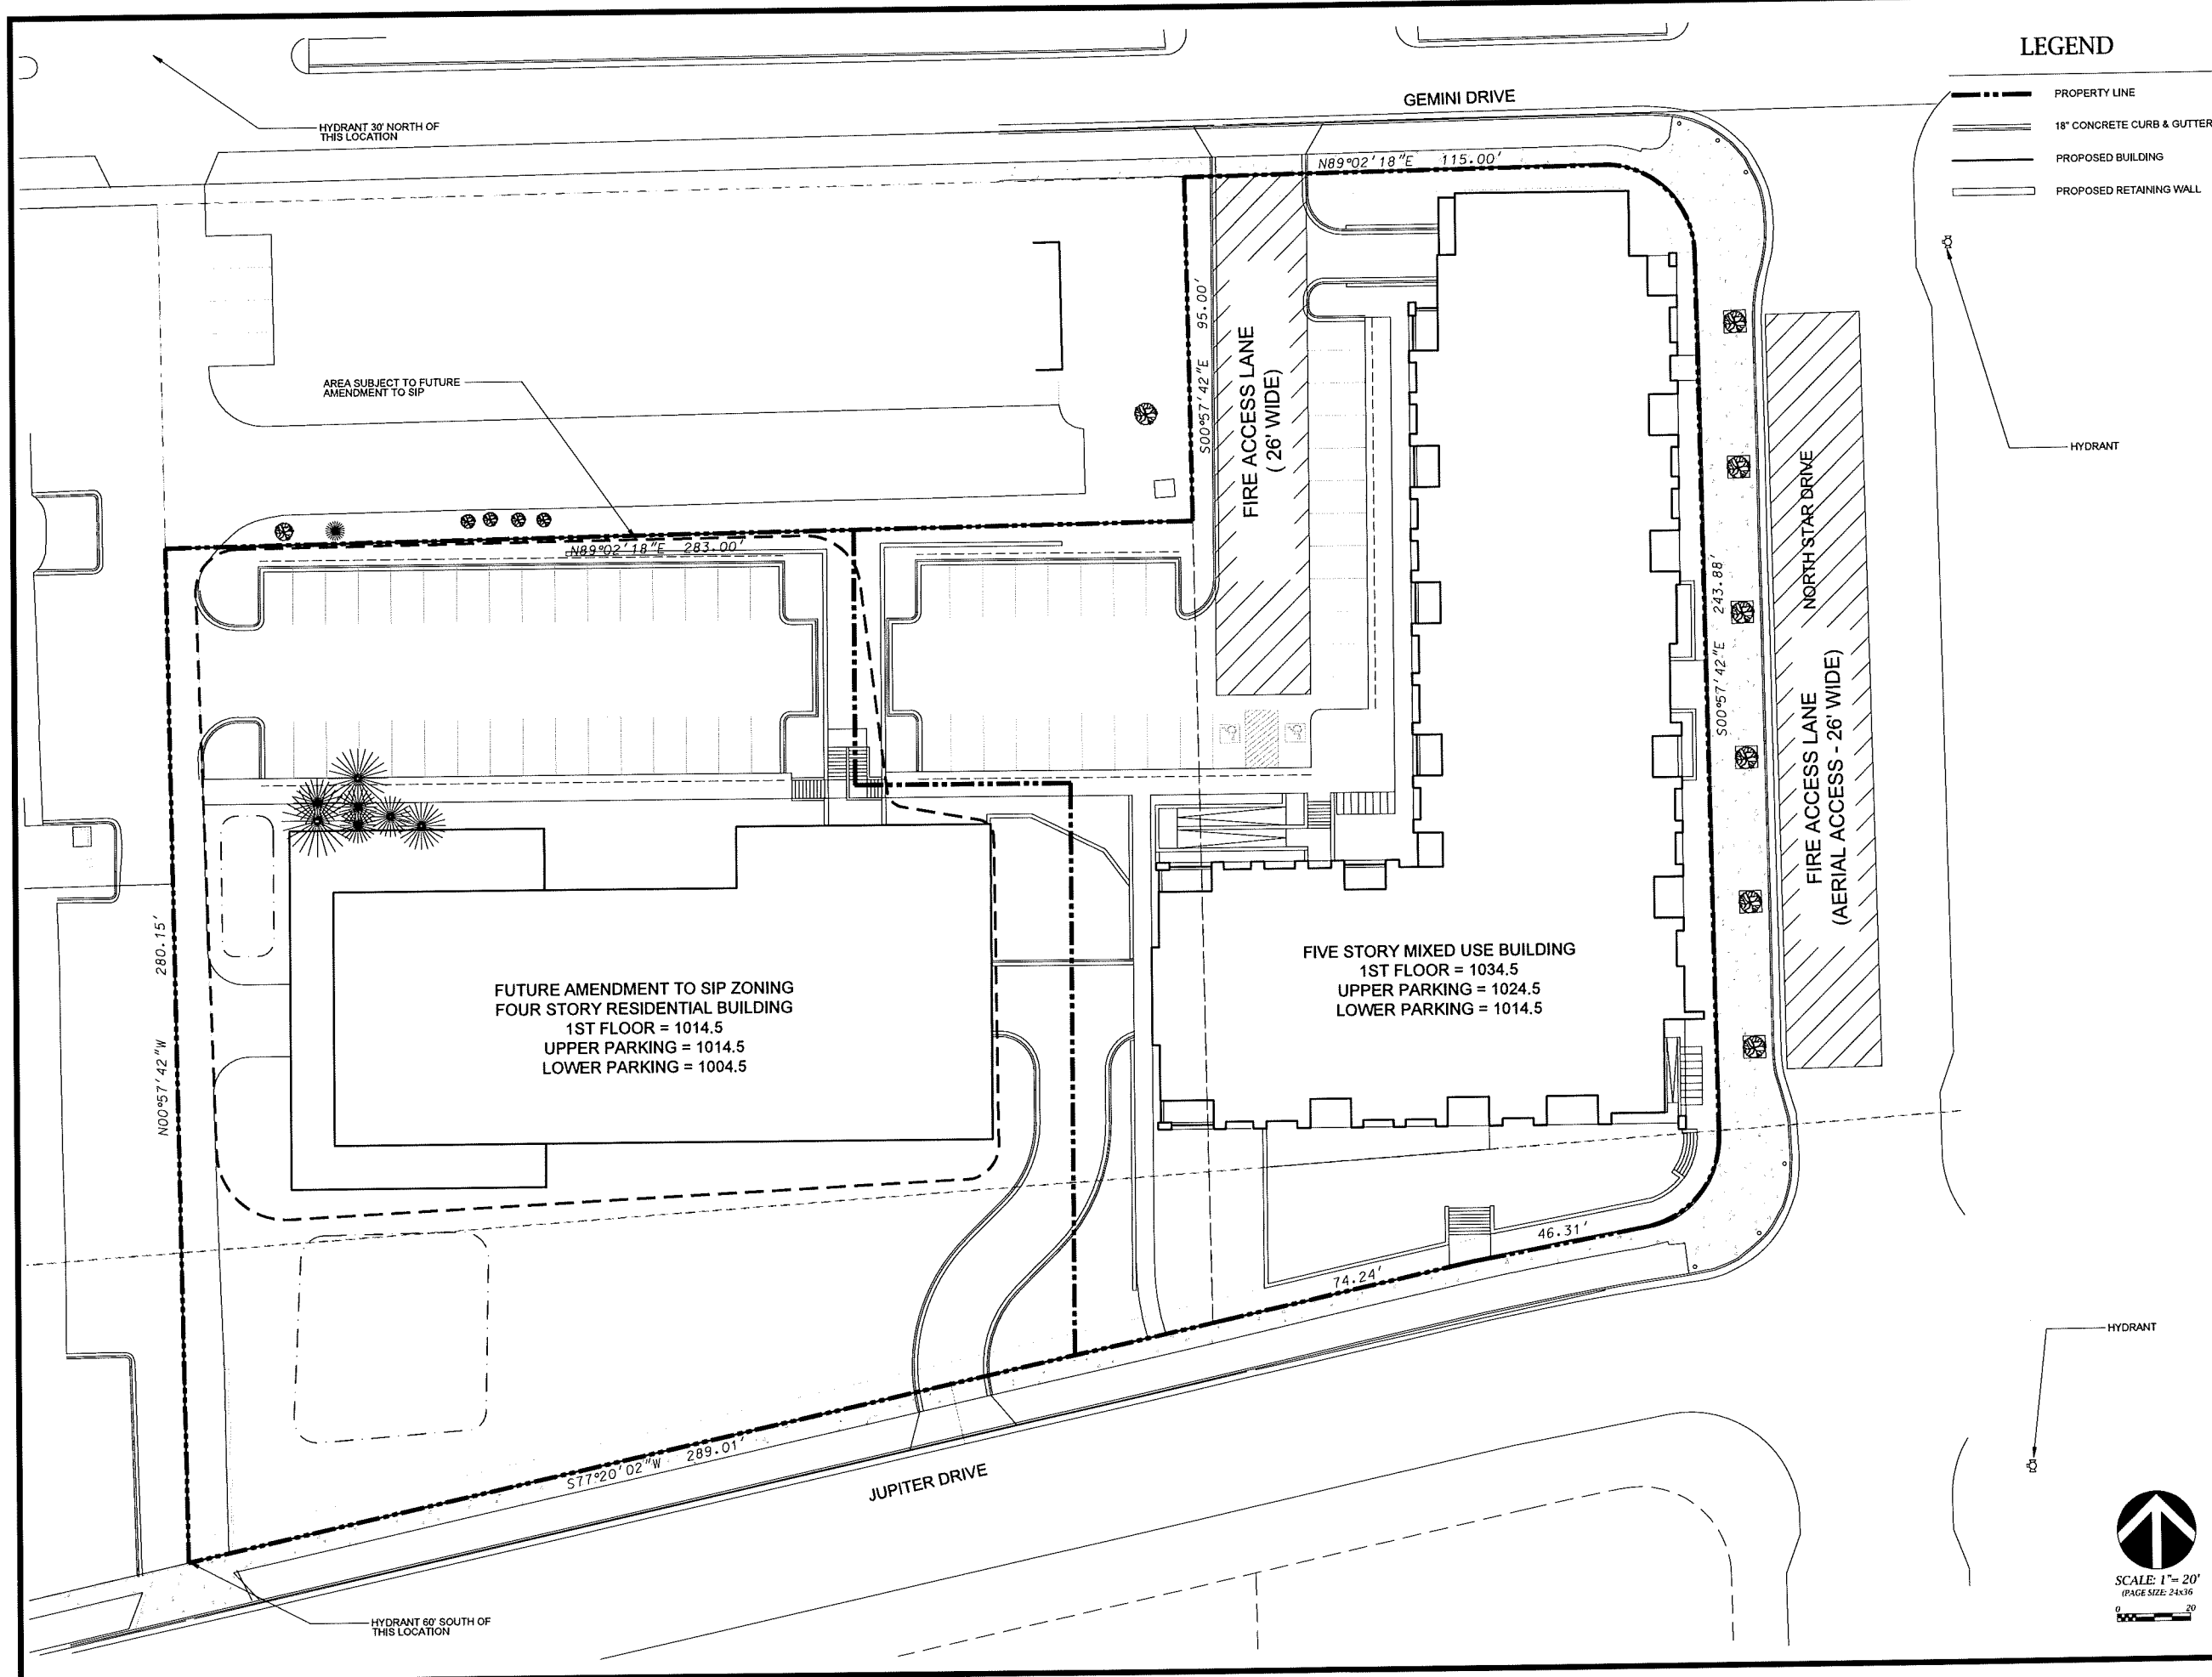 LEGEND
PROPERTY LINE
18" CONCRETE CURB & GUTTER
PROPOSED BUILDING
PROPOSED RETAINING WALL
GEMINI DRIVE
HYDRANT 30' NORTH OF
THIS LOCATION
N89°02'18"E 115.00'
AREA SUBJECT TO FUTURE
AMENDMENT TO SIP
S00°57'42"E 95.00'
FIRE ACCESS LANE
( 26' WIDE)
HYDRANT
N89°02'18"E 283.00'
S00°57'42"E 243.88'
NORTH STAR DRIVE
FIRE ACCESS LANE
(AERIAL ACCESS - 26' WIDE)
N00°57'42"W 280.15'
FUTURE AMENDMENT TO SIP ZONING
FOUR STORY RESIDENTIAL BUILDING
1ST FLOOR = 1014.5
UPPER PARKING = 1014.5
LOWER PARKING = 1004.5
FIVE STORY MIXED USE BUILDING
1ST FLOOR = 1034.5
UPPER PARKING = 1024.5
LOWER PARKING = 1014.5
46.31'
74.24'
HYDRANT
S77°20'02"W 289.01'
JUPITER DRIVE
HYDRANT 60' SOUTH OF
THIS LOCATION
SCALE: 1"= 20'
(PAGE SIZE: 24x36
0 20